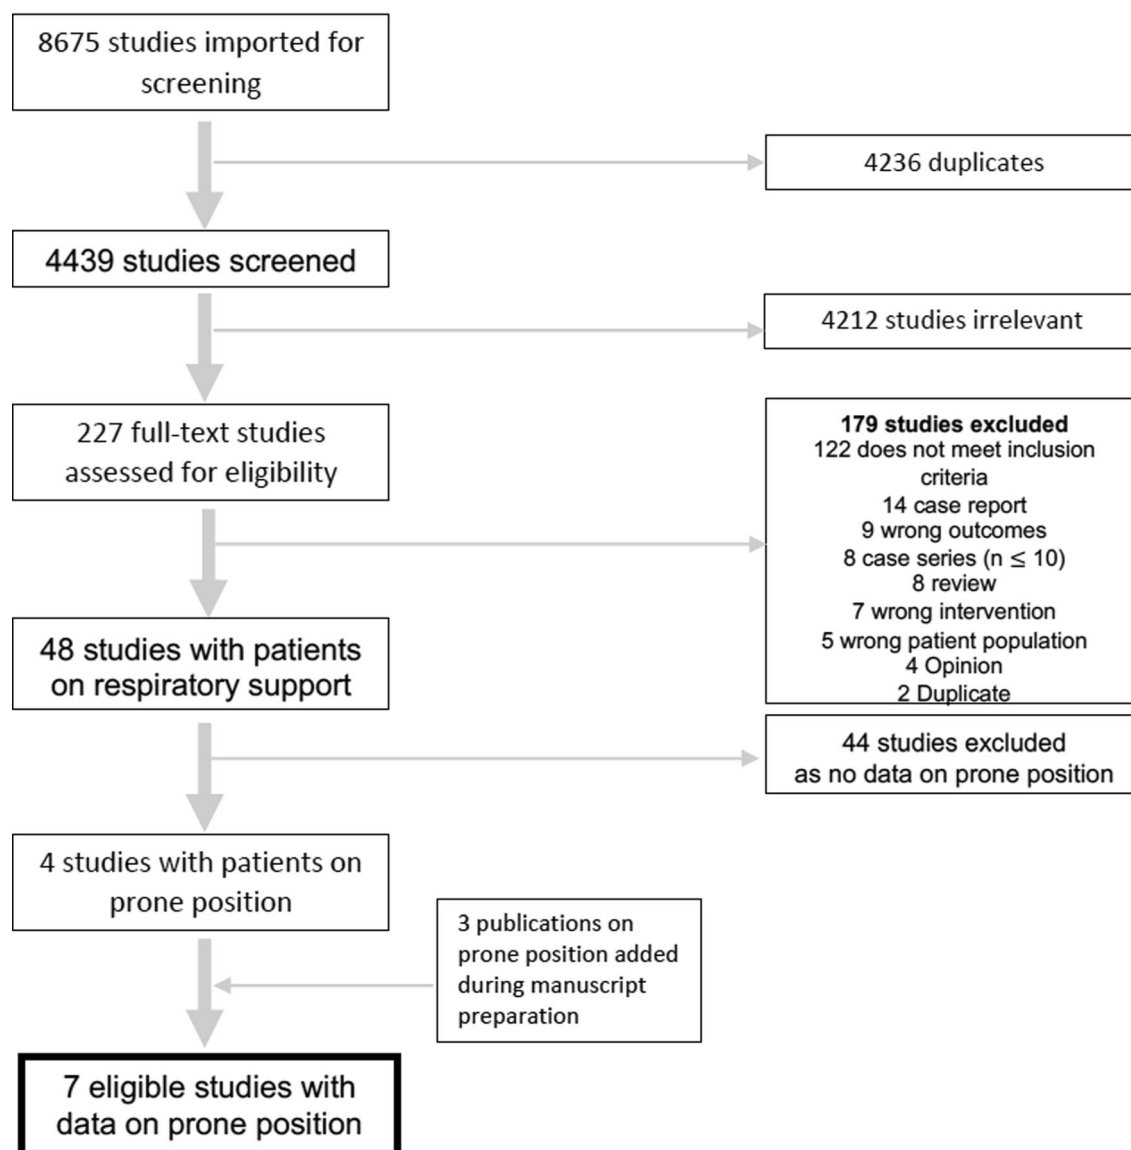 8675 studies imported for
screening
4236 duplicates
4439 studies screened
4212 studies irrelevant
227 full-text studies
assessed for eligibility
179 studies excluded
122 does not meet inclusion
criteria
14 case report
9 wrong outcomes
8 case series (n ≤ 10)
8 review
7 wrong intervention
5 wrong patient population
4 Opinion
2 Duplicate
48 studies with patients
on respiratory support
44 studies excluded
as no data on prone position
4 studies with patients on
prone position
3 publications on
prone position added
during manuscript
preparation
7 eligible studies with
data on prone position